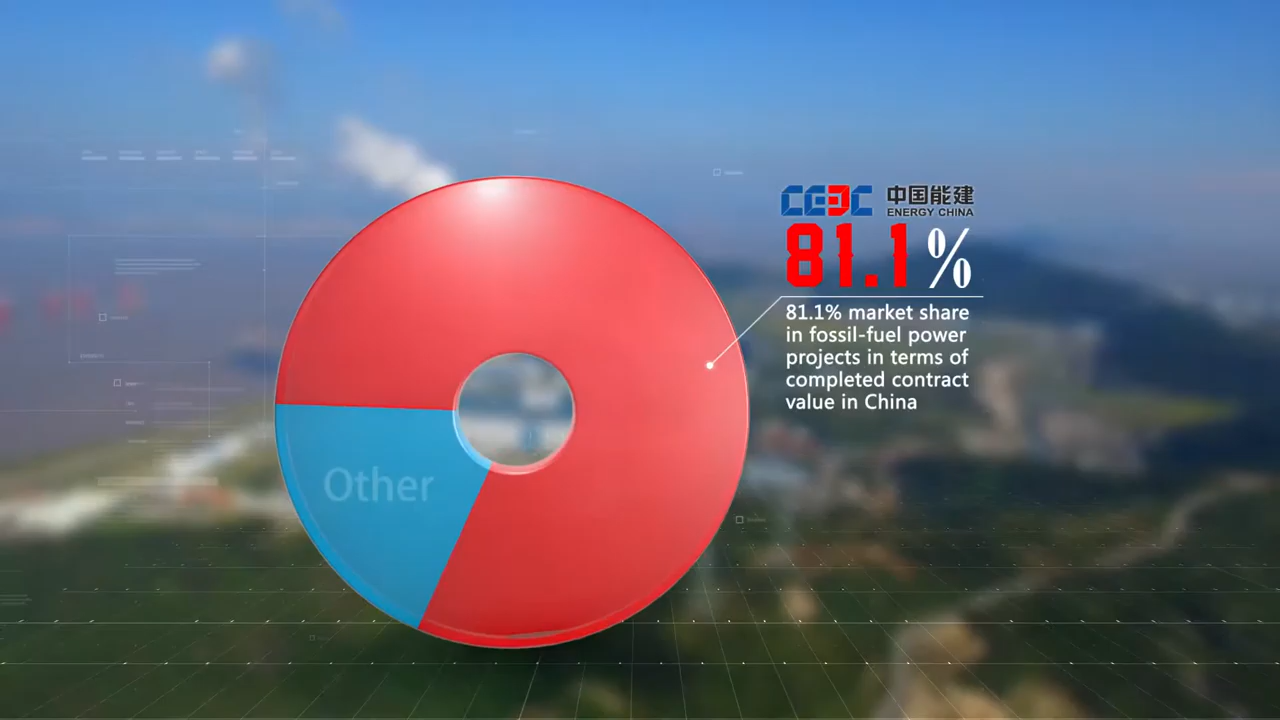 CEEC 中国能建
ENERGY CHINA
81.1%
81.1% market share
in fossil-fuel power
projects in terms of
completed contract
value in China
Other